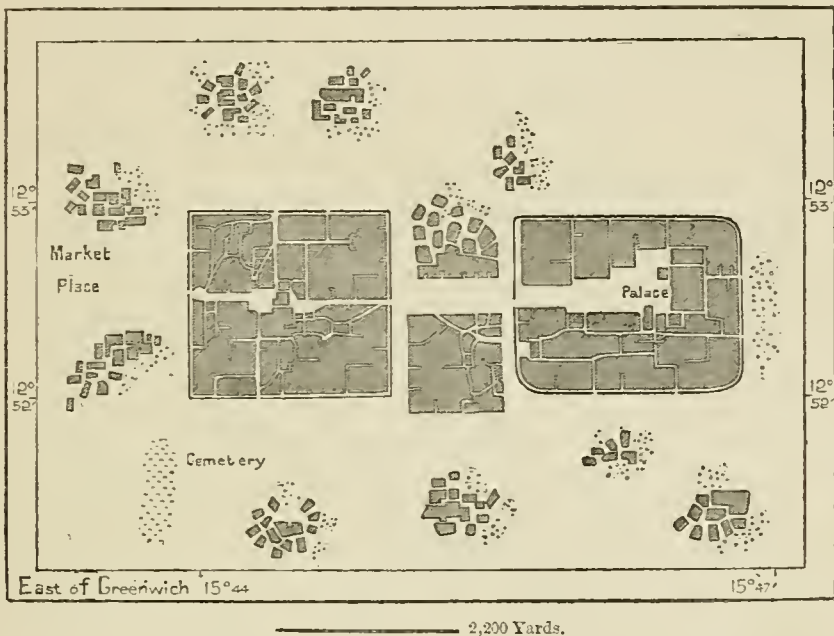 12°
53'
12°
53'
Market
Place
Palace
12°
52'
12°
52'
Cemetery
East of Greenwich 15°44
15°47'
2,200 Yards.